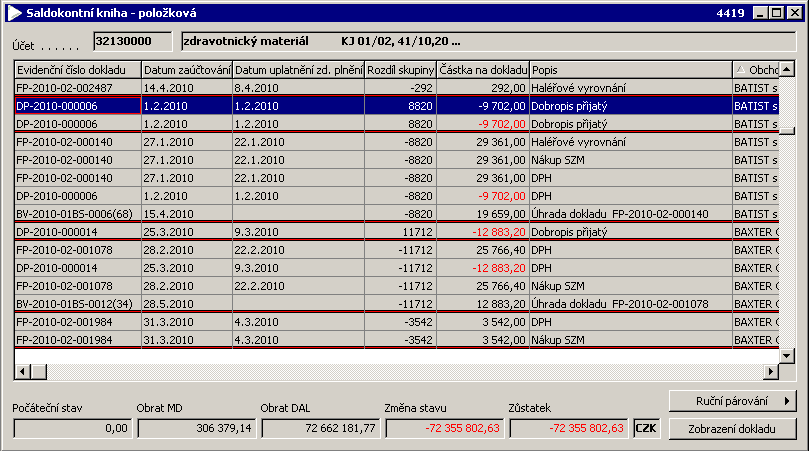 Saldokontní kniha - položková 4419
Účet . . . . . . 32130000 zdravotnický materiál KJ 01/02, 41/10,20 ...
Evidenční číslo dokladu Datum zaúčtování Datum uplatnění zd. plnění Rozdíl skupiny Částka na dokladu Popis Obcho
FP-2010-02-002487 14.4.2010 8.4.2010 -292 292,00 Haléřové vyrovnání BATIST s
DP-2010-000006 1.2.2010 1.2.2010 8820 -9 702,00 Dobropis přijatý BATIST s
DP-2010-000006 1.2.2010 1.2.2010 8820 -9 702,00 Dobropis přijatý BATIST s
FP-2010-02-000140 27.1.2010 22.1.2010 -8820 29 361,00 Haléřové vyrovnání BATIST s
FP-2010-02-000140 27.1.2010 22.1.2010 -8820 29 361,00 Nákup SZM BATIST s
FP-2010-02-000140 27.1.2010 22.1.2010 -8820 29 361,00 DPH BATIST s
DP-2010-000006 1.2.2010 1.2.2010 -8820 -9 702,00 DPH BATIST s
BV-2010-01BS-0006(68) 15.4.2010 -8820 19 659,00 Úhrada dokladu FP-2010-02-000140 BATIST s
DP-2010-000014 25.3.2010 9.3.2010 11712 -12 883,20 Dobropis přijatý BAXTER C
FP-2010-02-001078 28.2.2010 22.2.2010 -11712 25 766,40 DPH BAXTER C
DP-2010-000014 25.3.2010 9.3.2010 -11712 -12 883,20 DPH BAXTER C
FP-2010-02-001078 28.2.2010 22.2.2010 -11712 25 766,40 Nákup SZM BAXTER C
BV-2010-01BS-0012(34) 28.5.2010 -11712 12 883,20 Úhrada dokladu FP-2010-02-001078 BAXTER C
FP-2010-02-001984 31.3.2010 4.3.2010 -3542 3 542,00 DPH BAXTER C
FP-2010-02-001984 31.3.2010 4.3.2010 -3542 3 542,00 Nákup SZM BAXTER C
Počáteční stav Obrat MD Obrat DAL Změna stavu Zůstatek Ruční párování
0,00 306 379,14 72 662 181,77 -72 355 802,63 -72 355 802,63 CZK Zobrazení dokladu